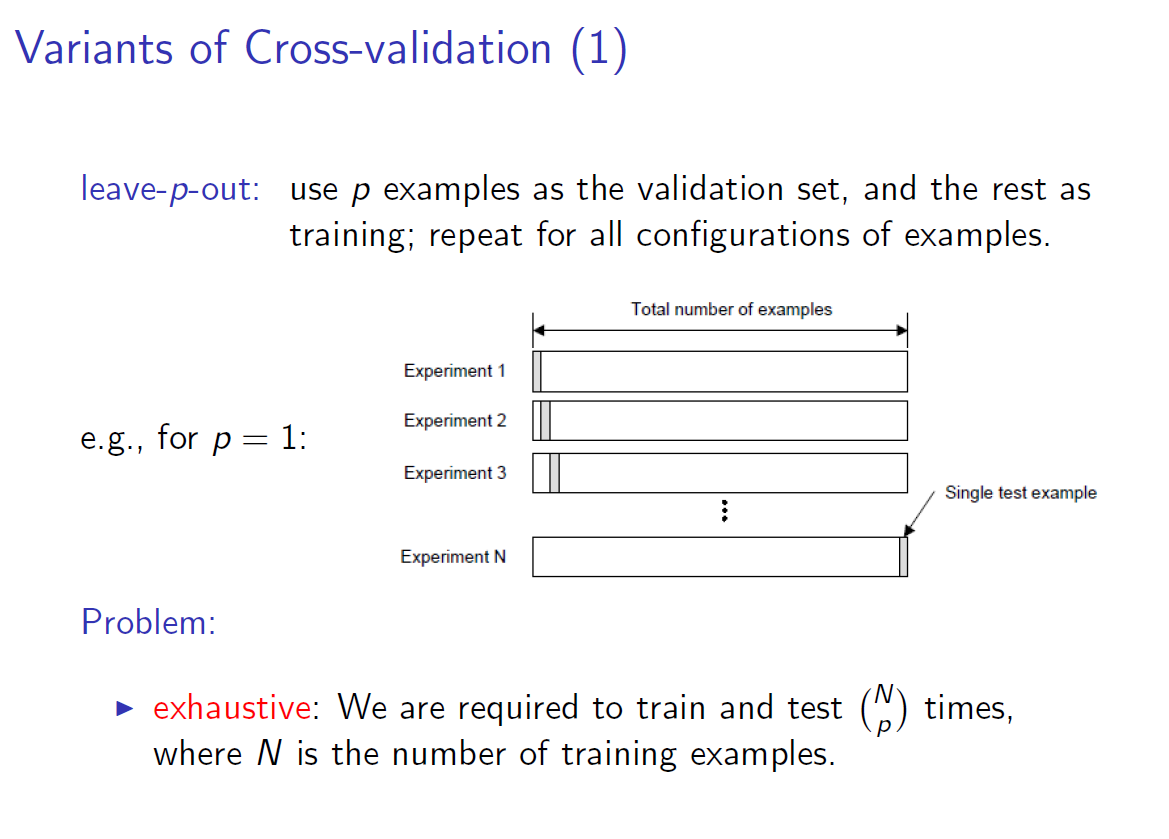 Variants of Cross-validation (1)
leave-p-out: use p examples as the validation set, and the rest as
training; repeat for all configurations of examples.
Total number of examples
Experiment 1
Experiment 2
e.g., for p = 1:
Experiment 3
Single test example
Experiment N
Problem:
▶ exhaustive: We are required to train and test (N p) times,
where N is the number of training examples.